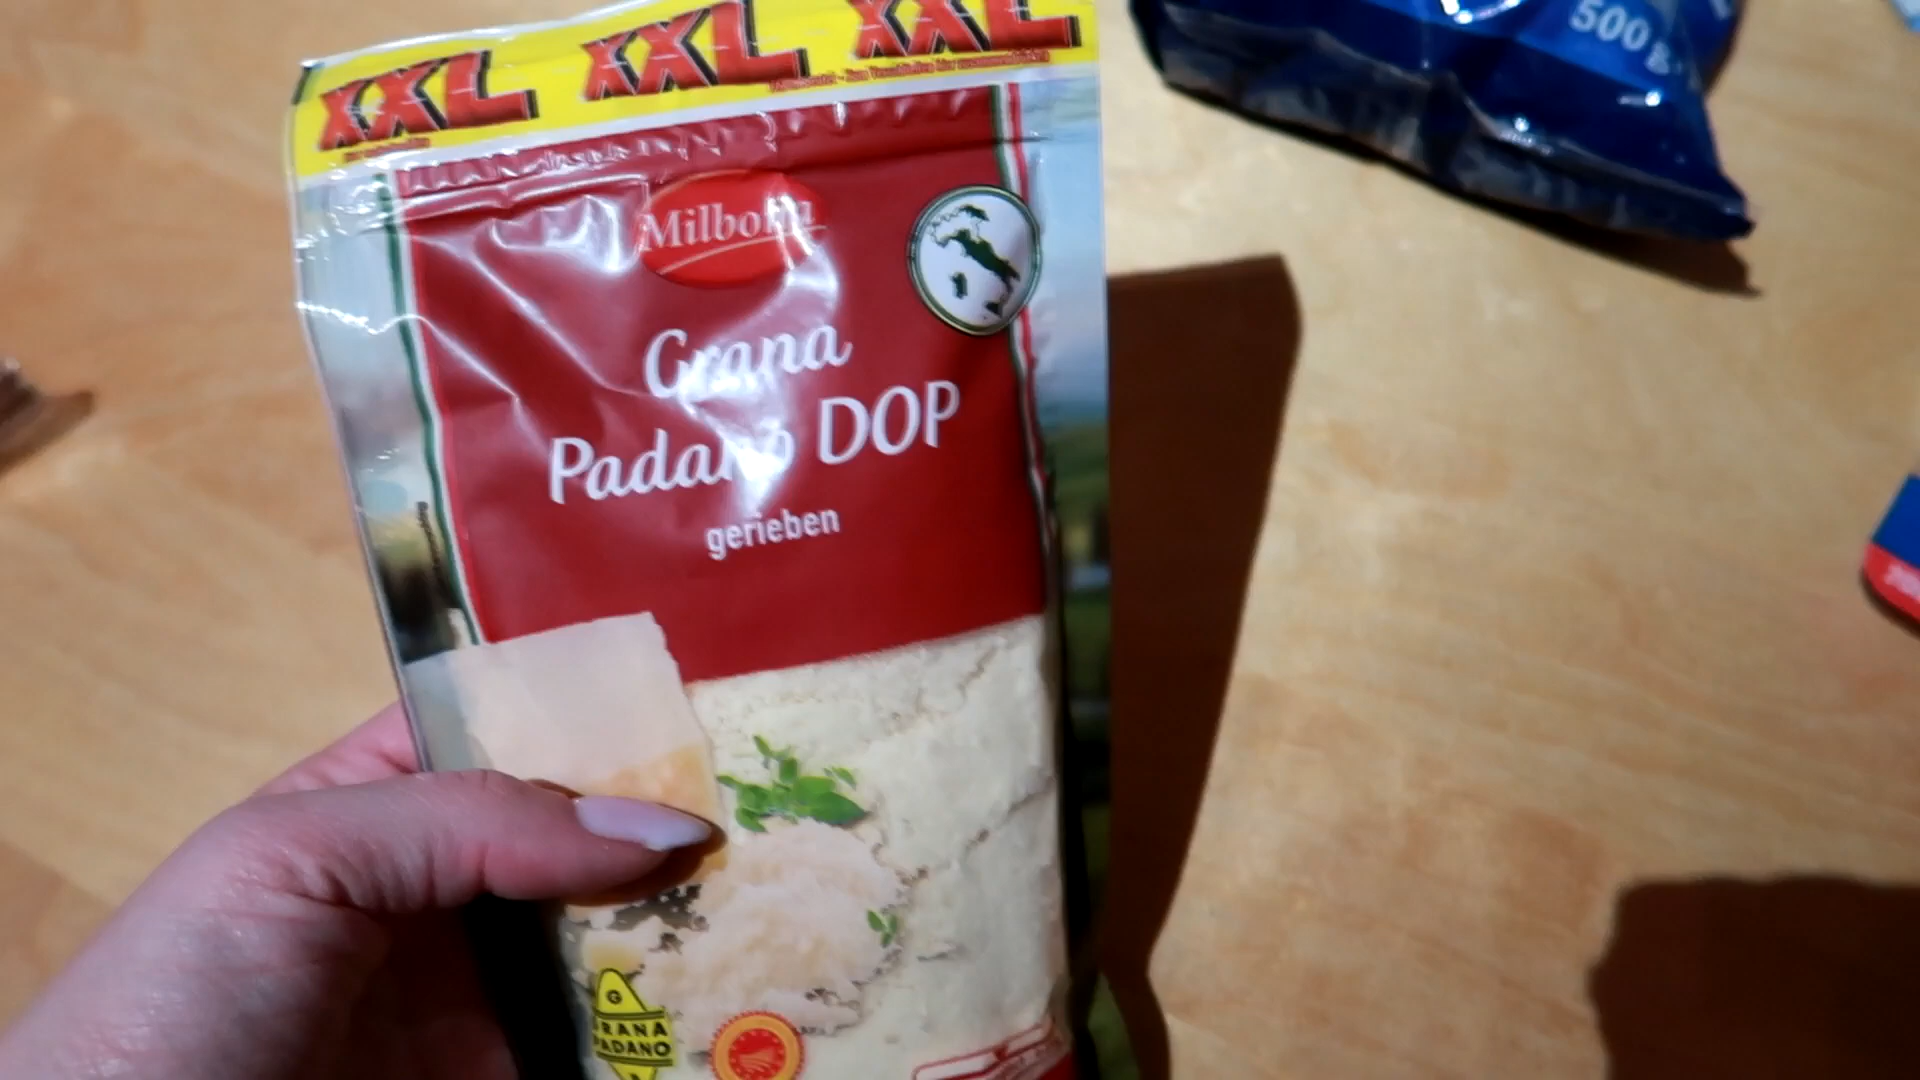 XXL XXL XXL
500 g
Milbona
Grana
Padano DOP
gerieben
G
GRANA
PADANO